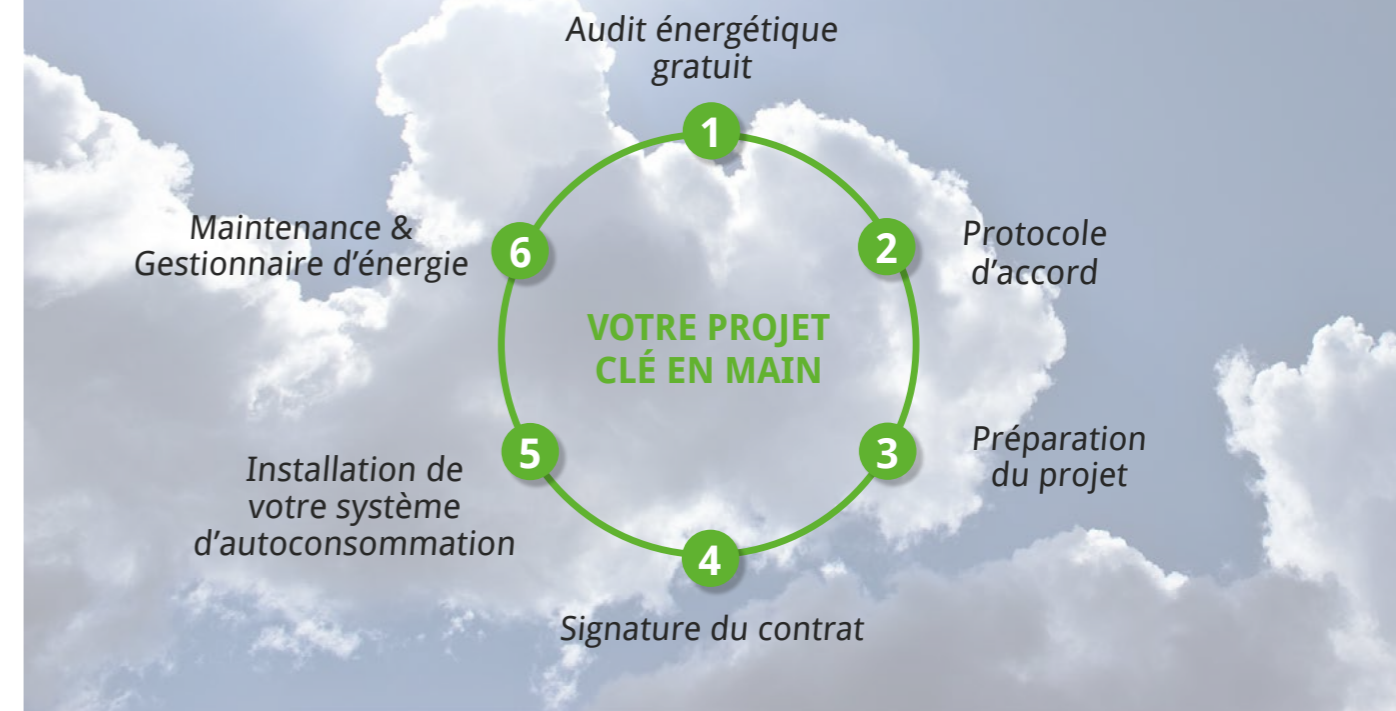 Audit énergétique
gratuit
1
2
Protocole
d’accord
3
Préparation
du projet
4
Signature du contrat
5
Installation de
votre système
d’autoconsommation
6
Maintenance &
Gestionnaire d’énergie
VOTRE PROJET
CLÉ EN MAIN